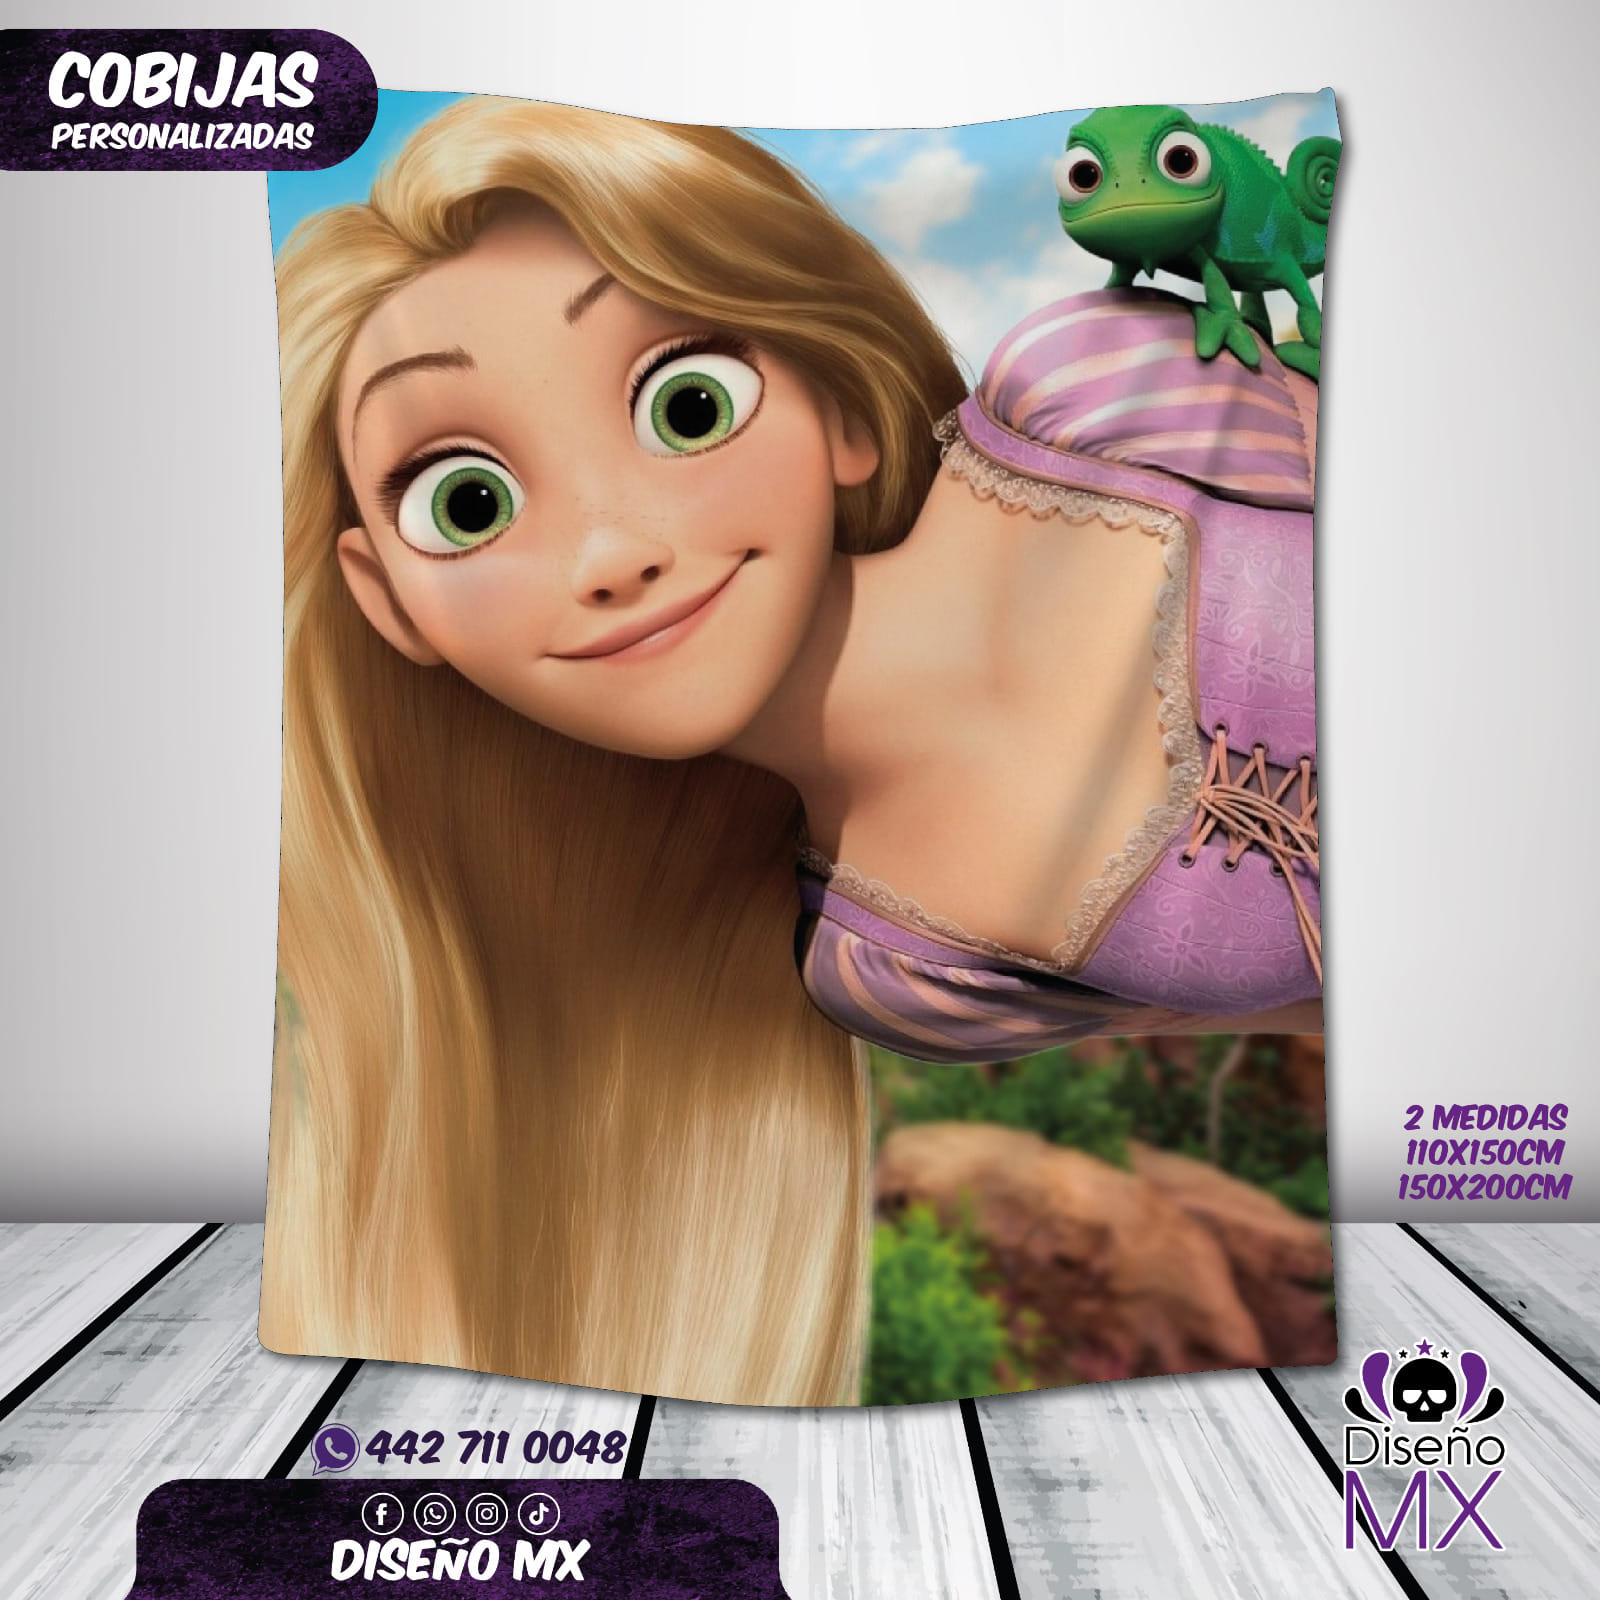 COBIJAS
PERSONALIZADAS
2 MEDIDAS
110X150CM
150X200CM
442 711 0048
DISEÑO MX
Diseño
MX